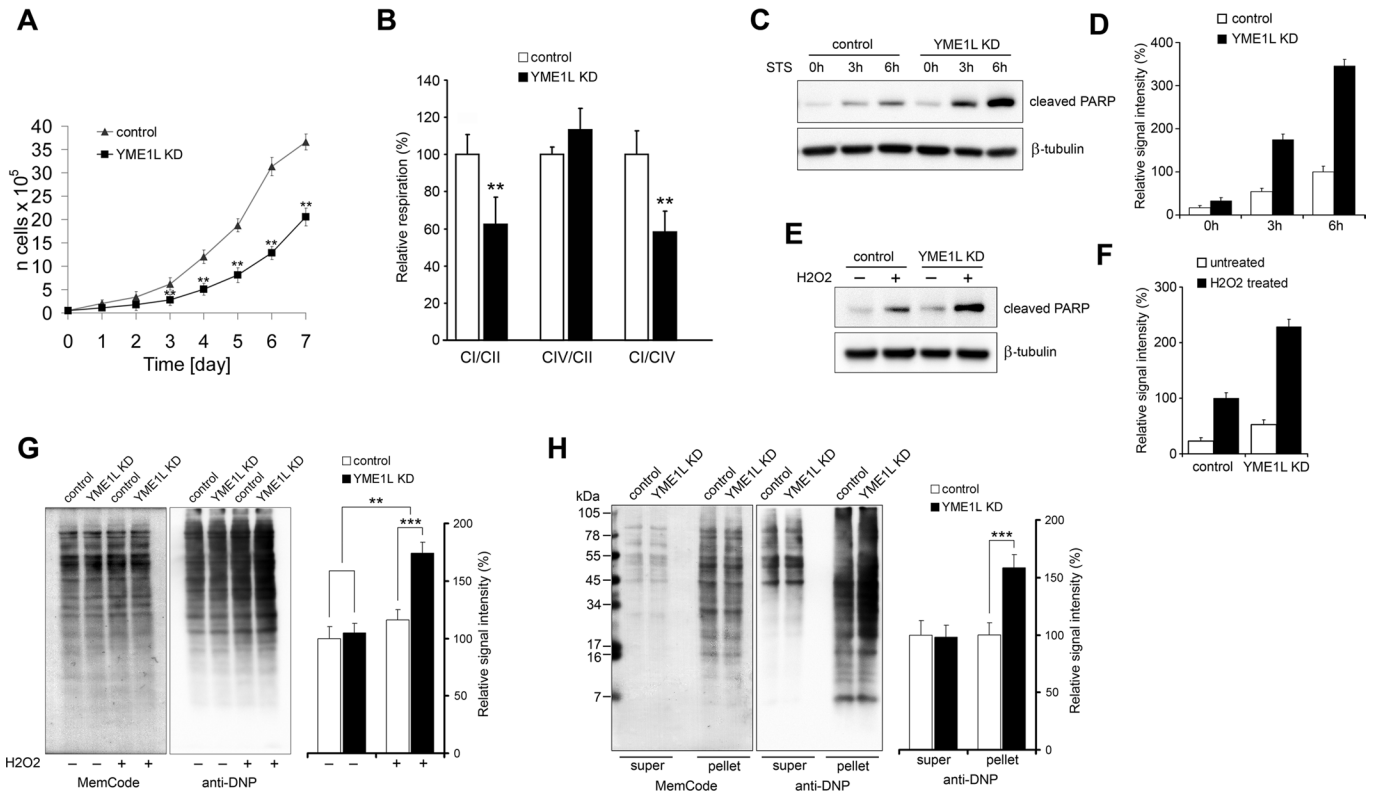 A
control
YME1L KD
40
35
30
25
20
15
10
5
0
n cells x 10⁵
**
**
**
**
**
0 1 2 3 4 5 6 7
Time [day]
B
control
YME1L KD
140
120
100
80
60
40
20
0
Relative respiration (%)
**
**
CI/CII CIV/CII CI/CIV
C
control YME1L KD
STS 0h 3h 6h 0h 3h 6h
cleaved PARP
β-tubulin
D
control
YME1L KD
400
300
200
100
0
Relative signal intensity (%)
0h 3h 6h
E
control YME1L KD
H2O2 – + – +
cleaved PARP
β-tubulin
F
untreated
H2O2 treated
300
200
100
0
Relative signal intensity (%)
control YME1L KD
G
control YME1L KD control YME1L KD control YME1L KD control YME1L KD
control
YME1L KD
**
***
200
150
100
50
0
Relative signal intensity (%)
H2O2 – – + + – – + + – – + +
MemCode anti-DNP
H
kDa
control YME1L KD control YME1L KD control YME1L KD control YME1L KD
105
78
55
45
34
17
16
7
control
YME1L KD
***
200
150
100
50
0
Relative signal intensity (%)
super pellet super pellet super pellet
MemCode anti-DNP anti-DNP